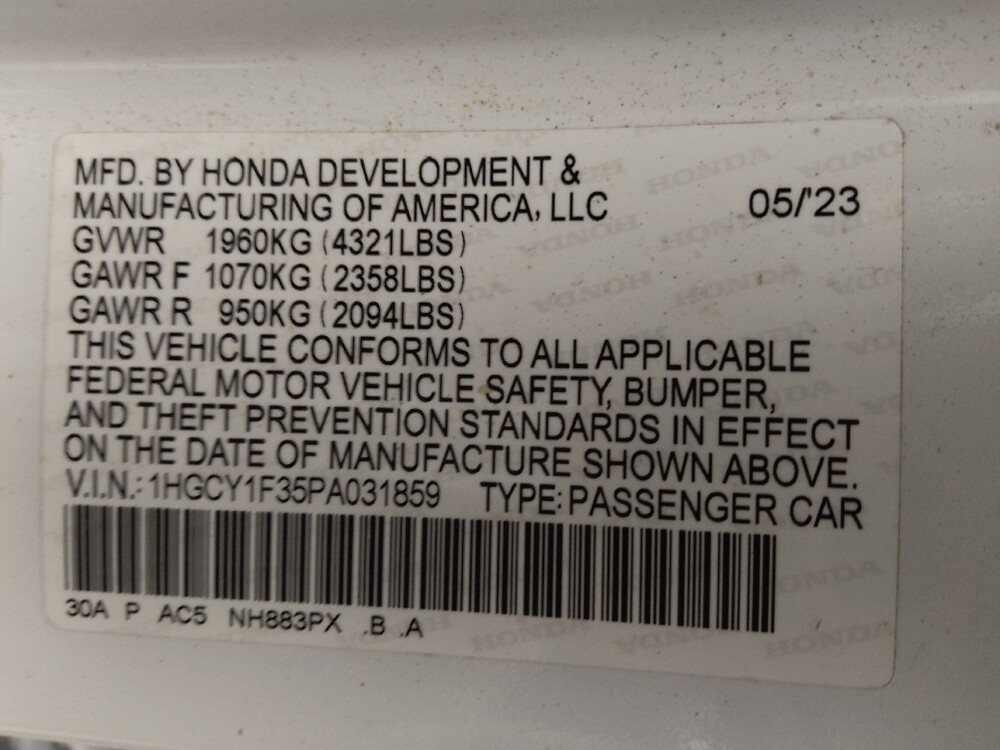 MFD. BY HONDA DEVELOPMENT &
MANUFACTURING OF AMERICA, LLC 05/'23
GVWR 1960KG (4321LBS)
GAWR F 1070KG (2358LBS)
GAWR R 950KG (2094LBS)
THIS VEHICLE CONFORMS TO ALL APPLICABLE
FEDERAL MOTOR VEHICLE SAFETY, BUMPER,
AND THEFT PREVENTION STANDARDS IN EFFECT
ON THE DATE OF MANUFACTURE SHOWN ABOVE.
V.I.N.: 1HGCY1F35PA031859 TYPE: PASSENGER CAR
30A P AC5 NH883PX .B .A